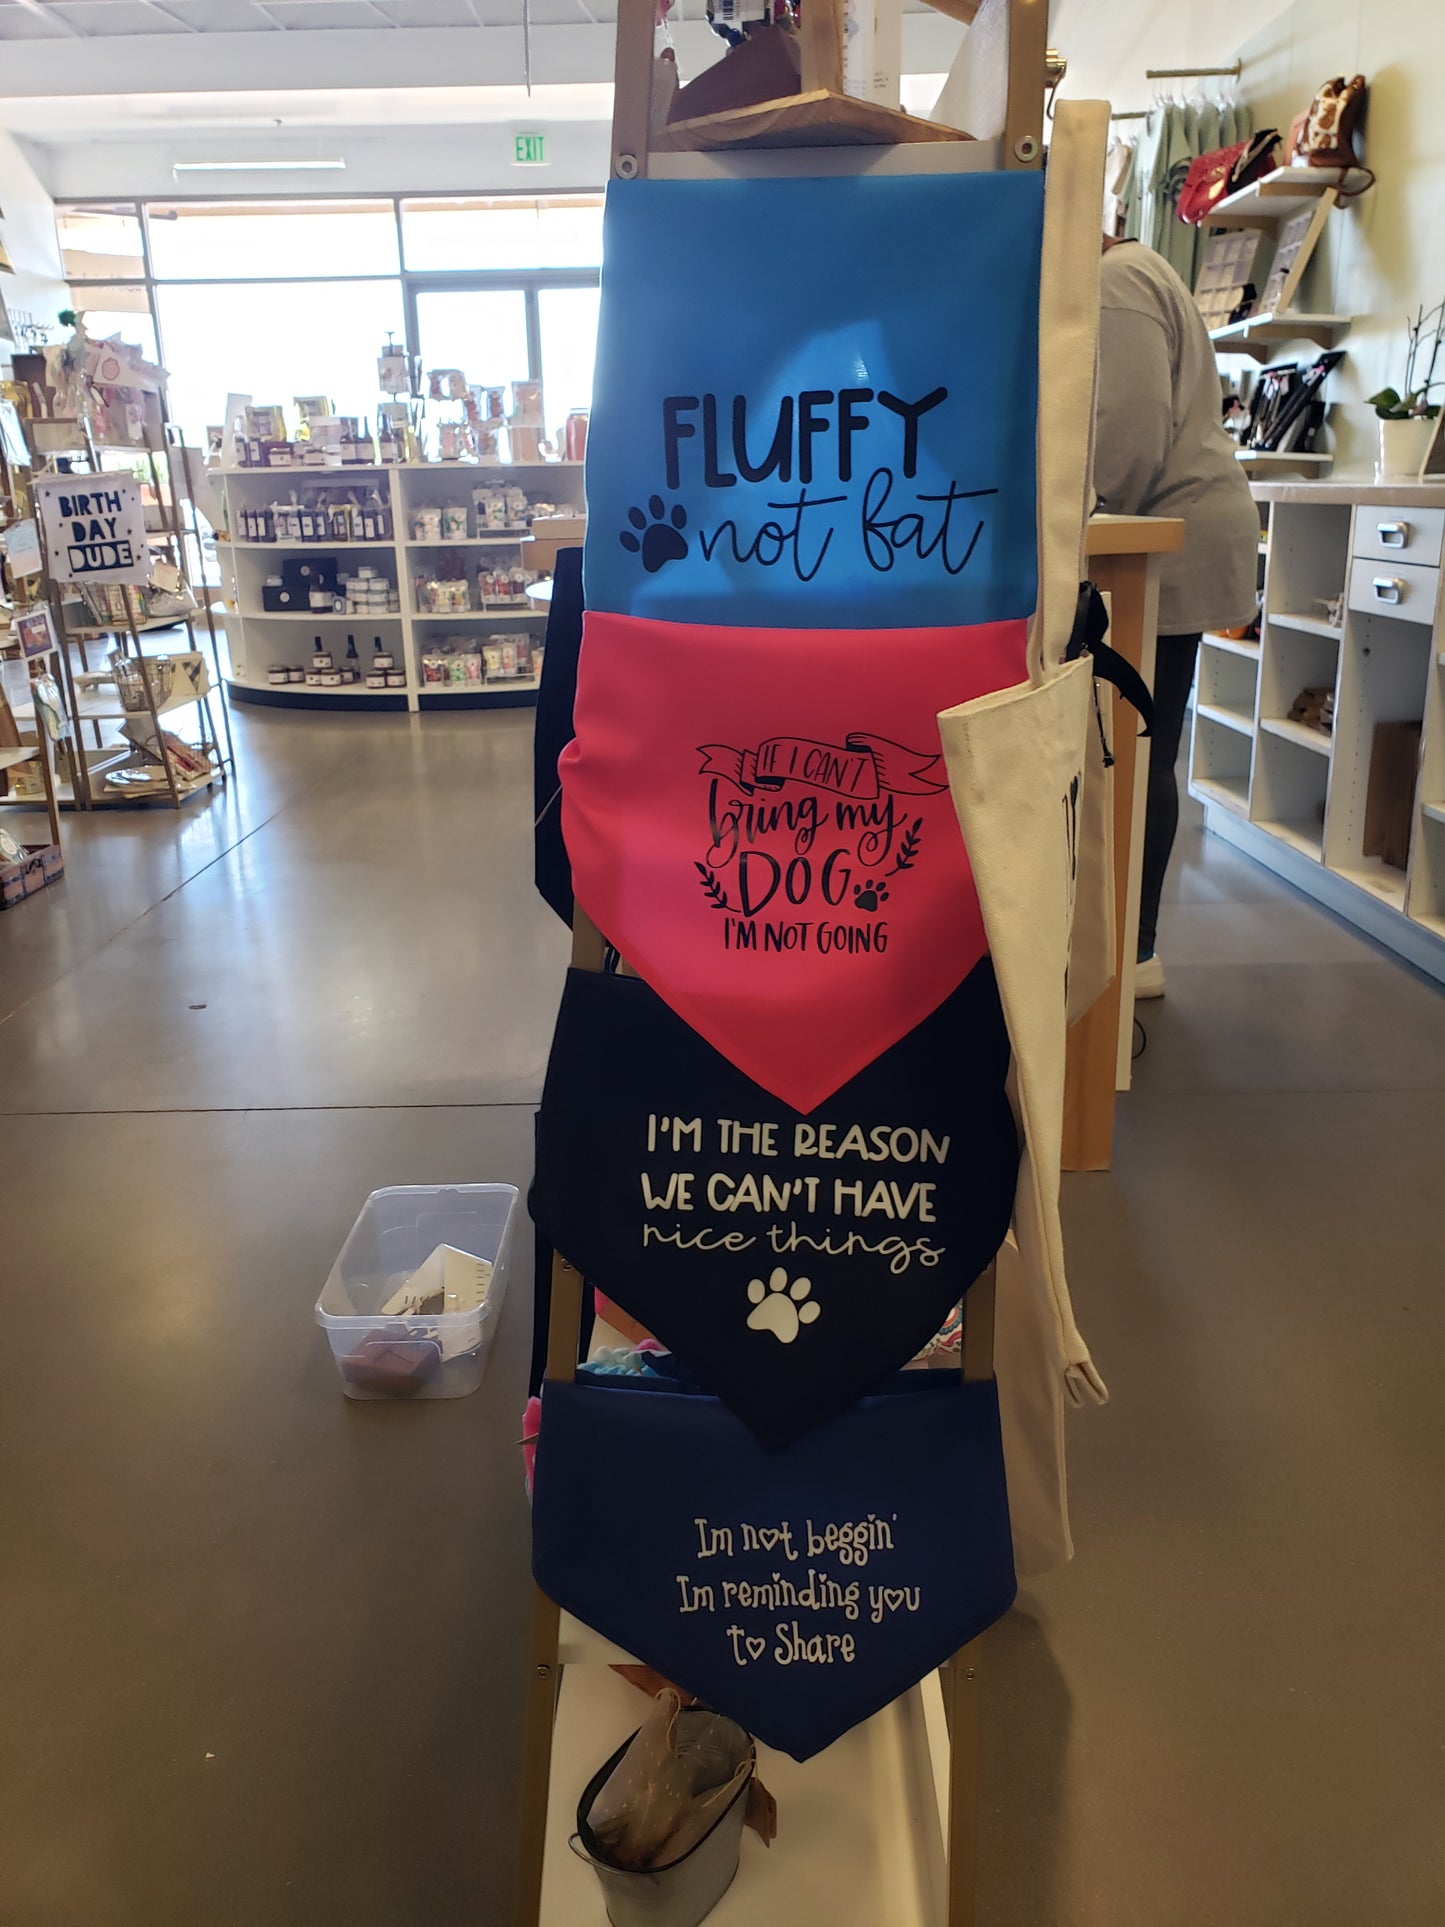 EXIT
BIRTH
DAY
DUDE
FLUFFY
not fat
IF I CAN'T
bring my
DOG
I'M NOT GOING
I'M THE REASON
WE CAN'T HAVE
nice things
Im not beggin'
Im reminding you
to Share